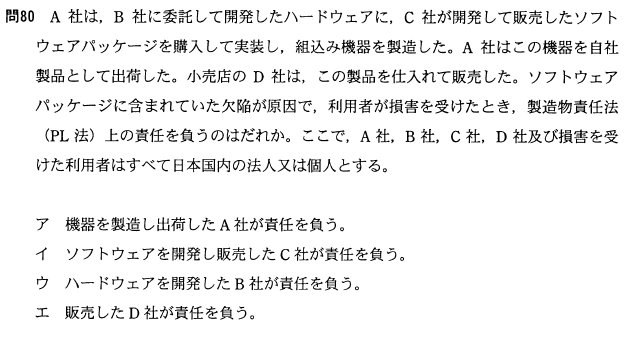 問80 A 社は，B 社に委託して開発したハードウェアに，C 社が開発して販売したソフト
ウェアパッケージを購入して実装し，組込み機器を製造した。A 社はこの機器を自社
製品として出荷した。小売店の D 社は，この製品を仕入れて販売した。ソフトウェア
パッケージに含まれていた欠陥が原因で，利用者が損害を受けたとき，製造物責任法
（PL 法）上の責任を負うのはだれか。ここで，A 社，B 社，C 社，D 社及び損害を受
けた利用者はすべて日本国内の法人又は個人とする。
ア 機器を製造し出荷した A 社が責任を負う。
イ ソフトウェアを開発し販売した C 社が責任を負う。
ウ ハードウェアを開発した B 社が責任を負う。
エ 販売した D 社が責任を負う。